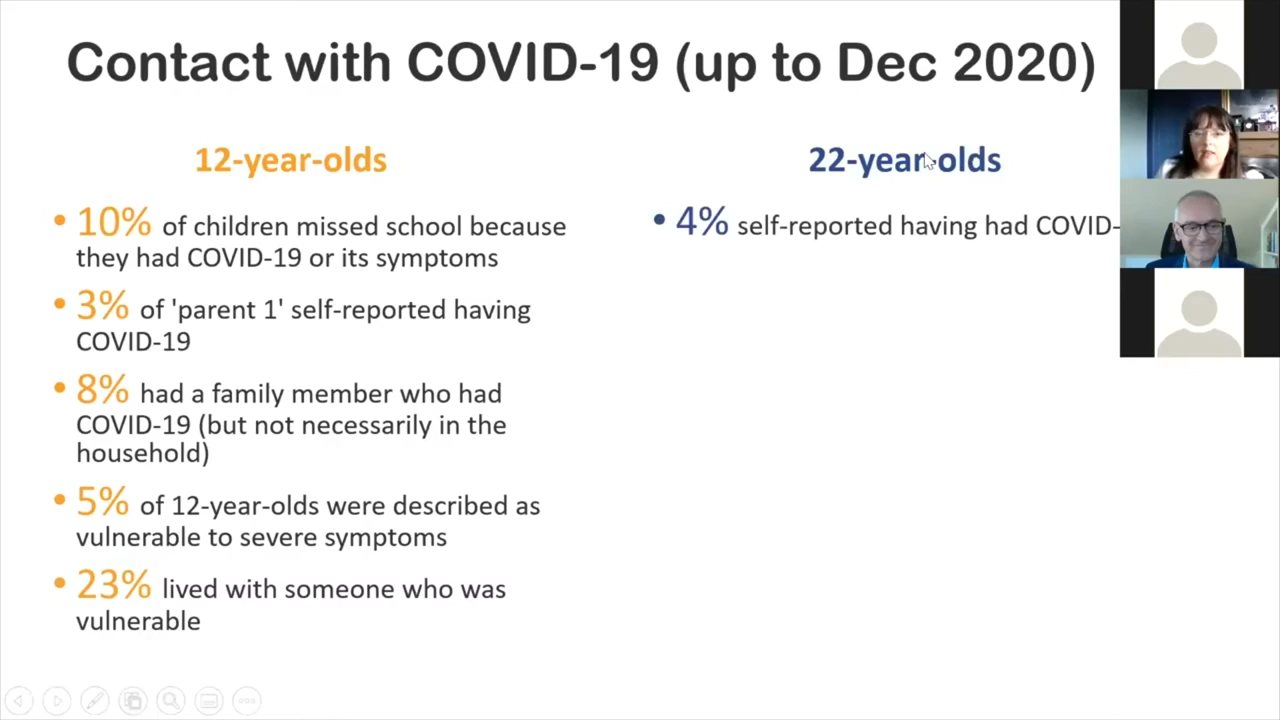 Contact with COVID-19 (up to Dec 2020)
12-year-olds
• 10% of children missed school because
they had COVID-19 or its symptoms
• 3% of 'parent 1' self-reported having
COVID-19
• 8% had a family member who had
COVID-19 (but not necessarily in the
household)
• 5% of 12-year-olds were described as
vulnerable to severe symptoms
• 23% lived with someone who was
vulnerable
22-year-olds
• 4% self-reported having had COVID-